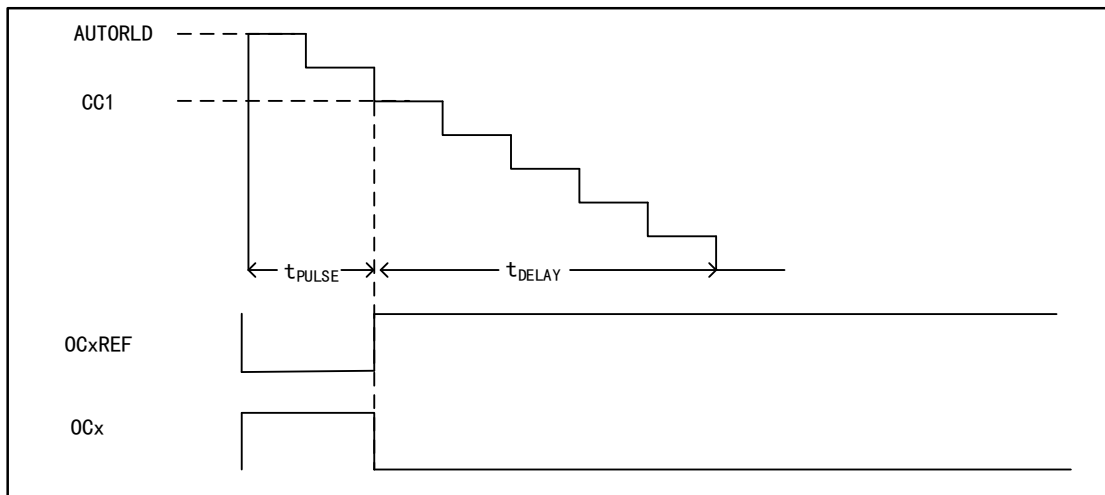 AUTORLD
CC1
tPULSE
tDELAY
OCxREF
OCx